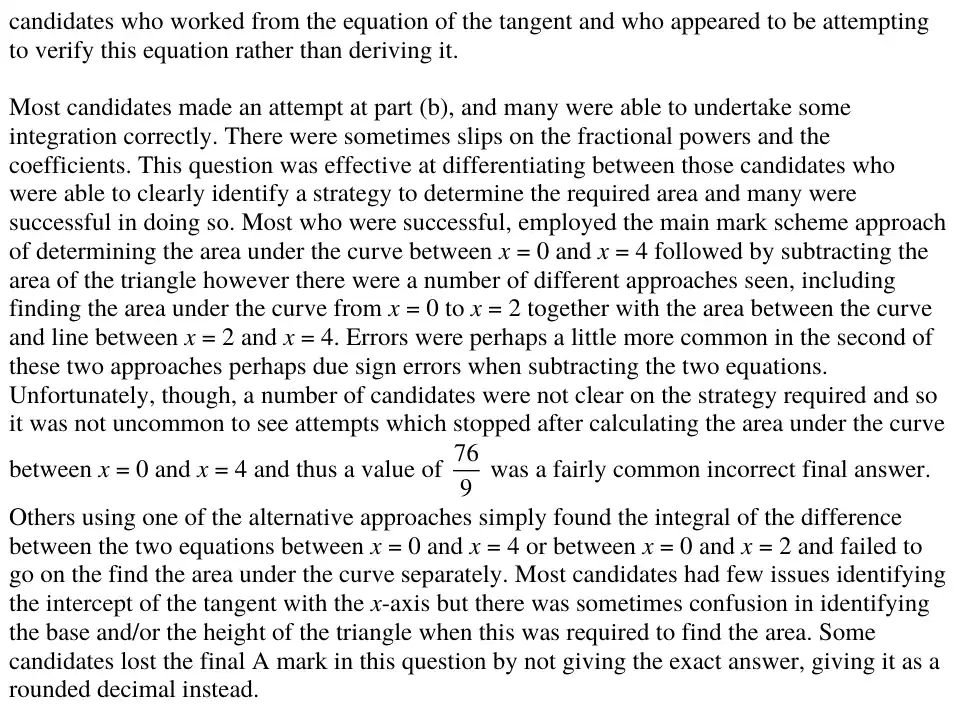 candidates who worked from the equation of the tangent and who appeared to be attempting
to verify this equation rather than deriving it.
Most candidates made an attempt at part (b), and many were able to undertake some
integration correctly. There were sometimes slips on the fractional powers and the
coefficients. This question was effective at differentiating between those candidates who
were able to clearly identify a strategy to determine the required area and many were
successful in doing so. Most who were successful, employed the main mark scheme approach
of determining the area under the curve between x = 0 and x = 4 followed by subtracting the
area of the triangle however there were a number of different approaches seen, including
finding the area under the curve from x = 0 to x = 2 together with the area between the curve
and line between x = 2 and x = 4. Errors were perhaps a little more common in the second of
these two approaches perhaps due sign errors when subtracting the two equations.
Unfortunately, though, a number of candidates were not clear on the strategy required and so
it was not uncommon to see attempts which stopped after calculating the area under the curve
between x = 0 and x = 4 and thus a value of 76/9 was a fairly common incorrect final answer.
Others using one of the alternative approaches simply found the integral of the difference
between the two equations between x = 0 and x = 4 or between x = 0 and x = 2 and failed to
go on the find the area under the curve separately. Most candidates had few issues identifying
the intercept of the tangent with the x-axis but there was sometimes confusion in identifying
the base and/or the height of the triangle when this was required to find the area. Some
candidates lost the final A mark in this question by not giving the exact answer, giving it as a
rounded decimal instead.